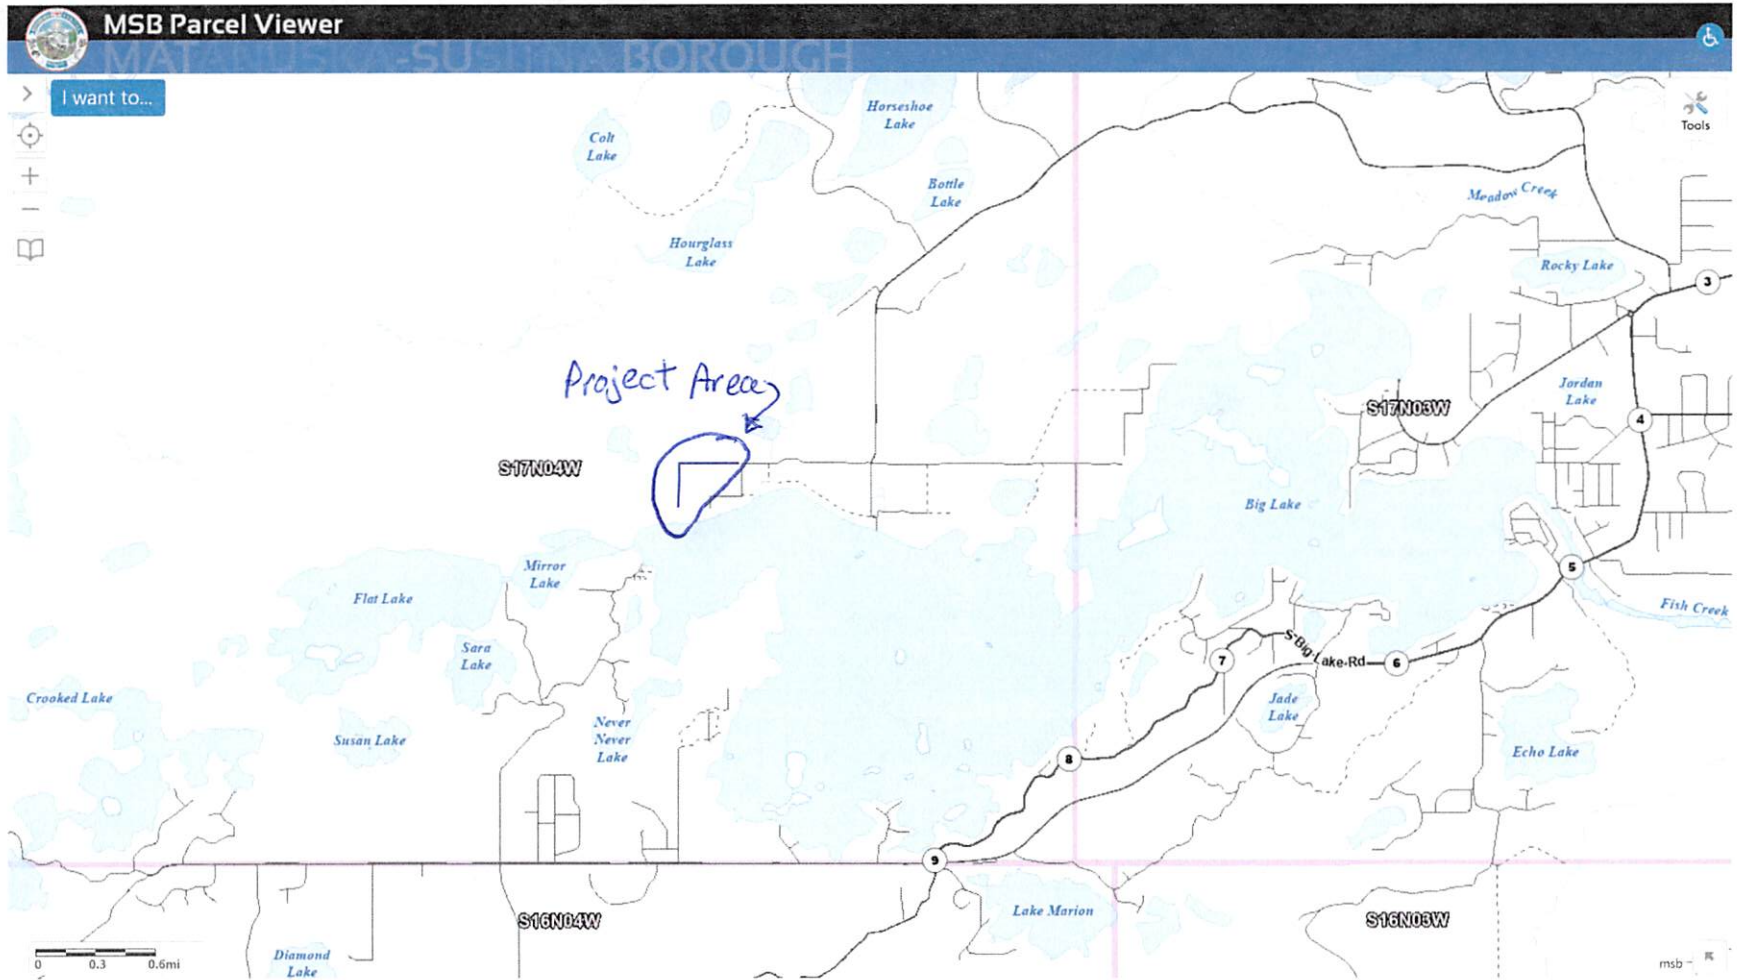 MSB Parcel Viewer
MATANUSKA-SUSITNA BOROUGH
I want to...
Tools
Horseshoe
Lake
Colt
Lake
Bottle
Lake
Meadow Creek
Hourglass
Lake
Rocky Lake
3
Project Area
Jordan
Lake
S17N03W
4
S17N04W
Big Lake
5
Mirror
Lake
Flat Lake
Fish Creek
Sara
Lake
S-Big-Lake-Rd
7
6
Crooked Lake
Jade
Lake
Never
Never
Lake
Susan Lake
Echo Lake
8
9
Lake Marion
S16N04W
S16N03W
Diamond
Lake
0 0.3 0.6mi
msb